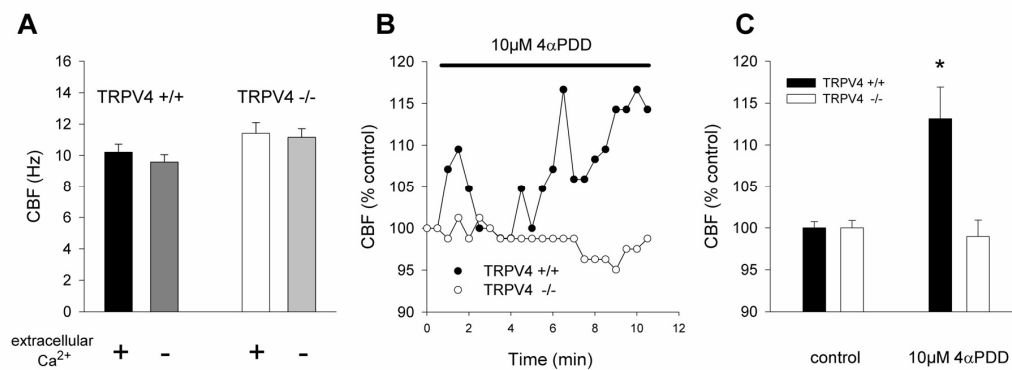 A
CBF (Hz)
16
14
12
10
8
6
4
2
0
TRPV4 +/+
TRPV4 -/-
extracellular
Ca²⁺
+
-
+
-
B
10µM 4αPDD
CBF (% control)
120
115
110
105
100
95
90
TRPV4 +/+
TRPV4 -/-
0
2
4
6
8
10
12
Time (min)
C
CBF (% control)
120
115
110
105
100
95
90
TRPV4 +/+
TRPV4 -/-
*
control
10µM 4αPDD